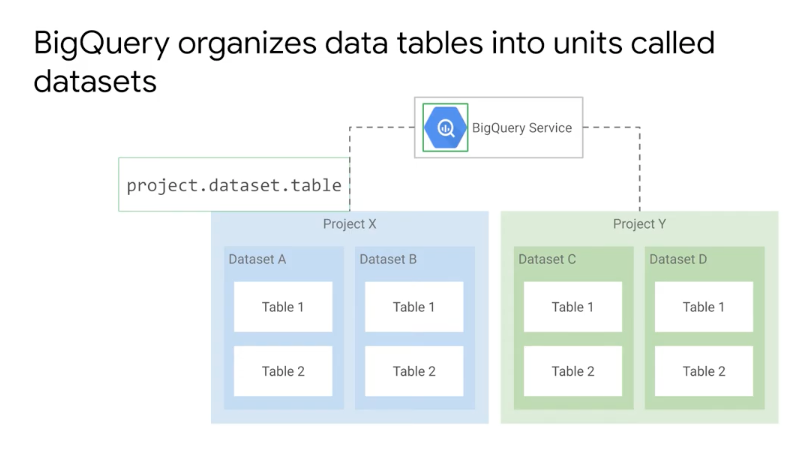 BigQuery organizes data tables into units called
datasets
BigQuery Service
project.dataset.table
Project X
Project Y
Dataset A
Dataset B
Dataset C
Dataset D
Table 1
Table 1
Table 1
Table 1
Table 2
Table 2
Table 2
Table 2